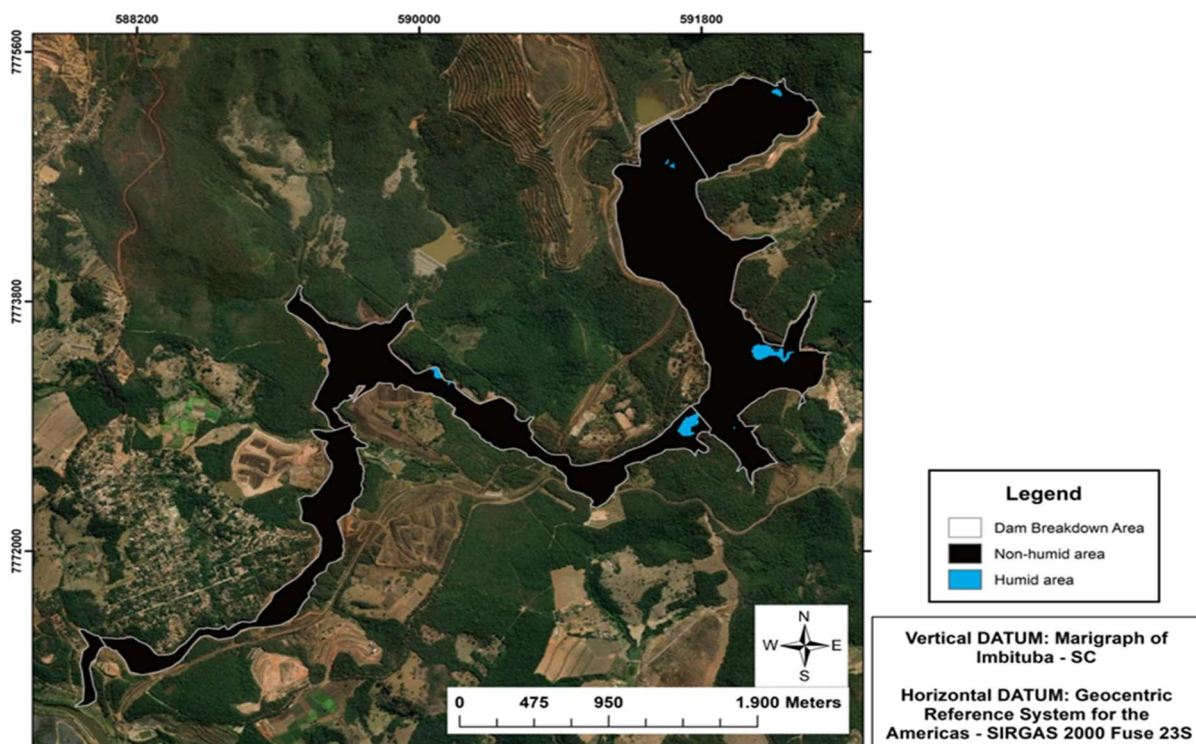 588200
590000
591800
7775600
7773800
7772000
N
W E
S
0 475 950 1.900 Meters
Legend
Dam Breakdown Area
Non-humid area
Humid area
Vertical DATUM: Marigraph of
Imbituba - SC
Horizontal DATUM: Geocentric
Reference System for the
Americas - SIRGAS 2000 Fuse 23S